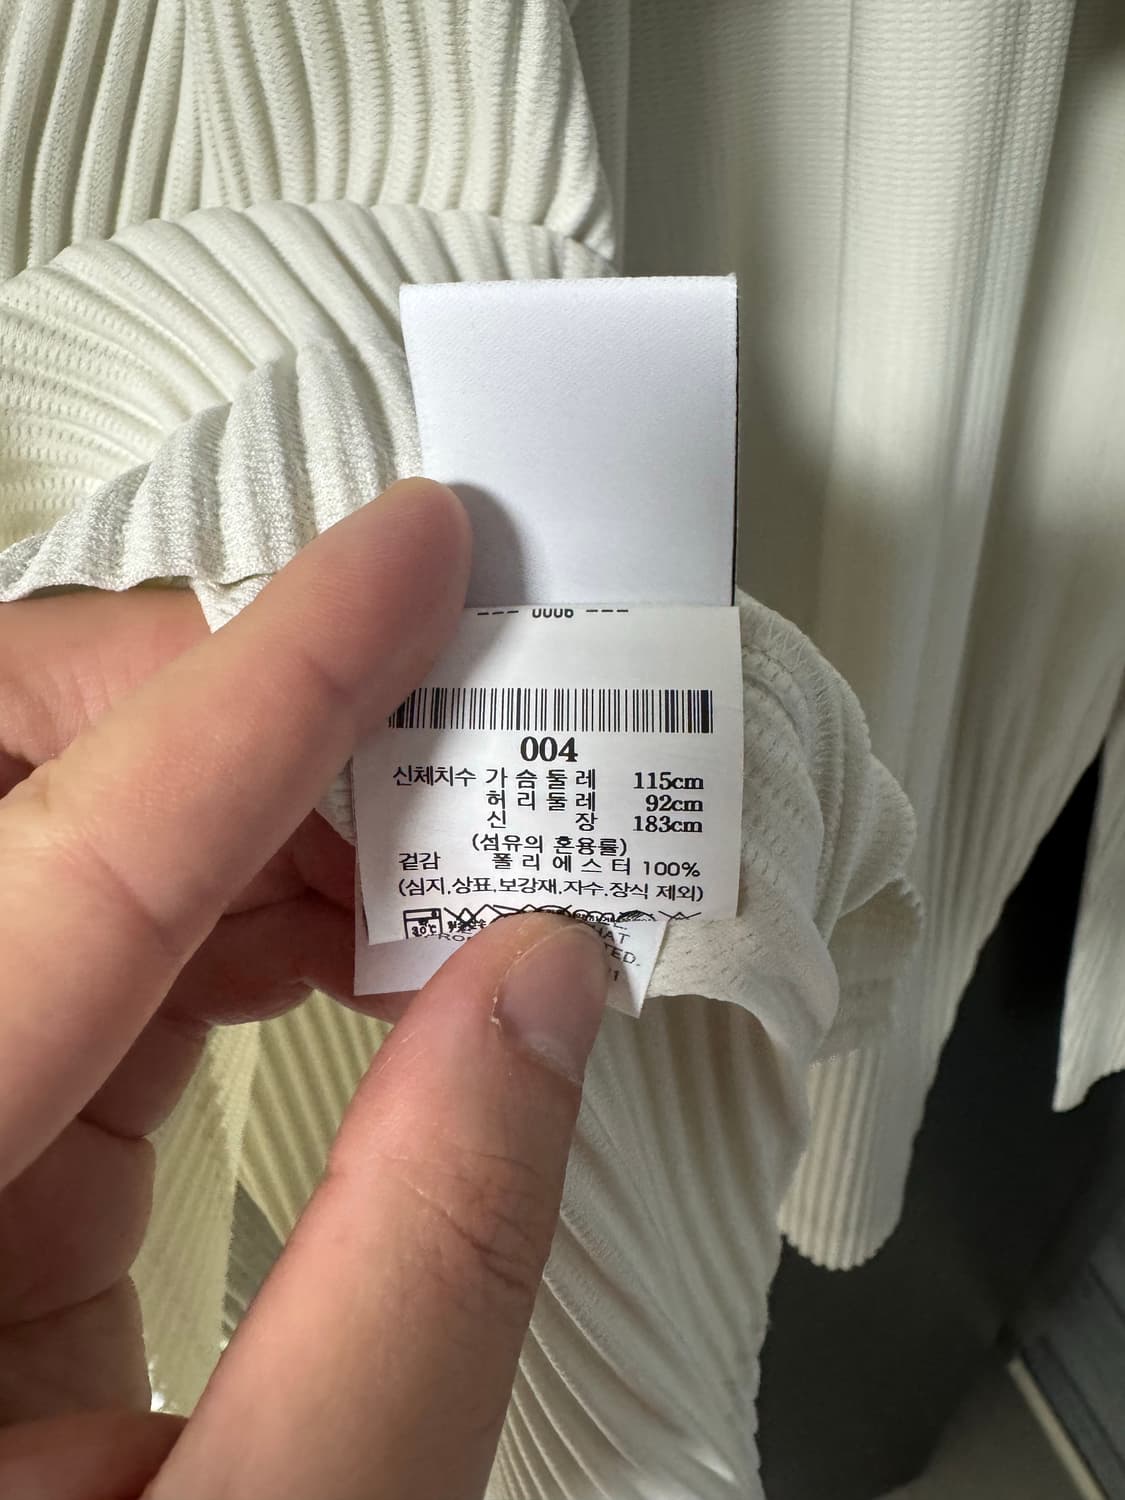 --- 0006 ---
004
신체치수 가 슴 둘 레 115cm
허 리 둘 레 92cm
신 장 183cm
(섬유의 혼용률)
겉감 폴 리 에 스 터 100%
(심지.상표.보강재.자수.장식 제외)
HAT
TED.